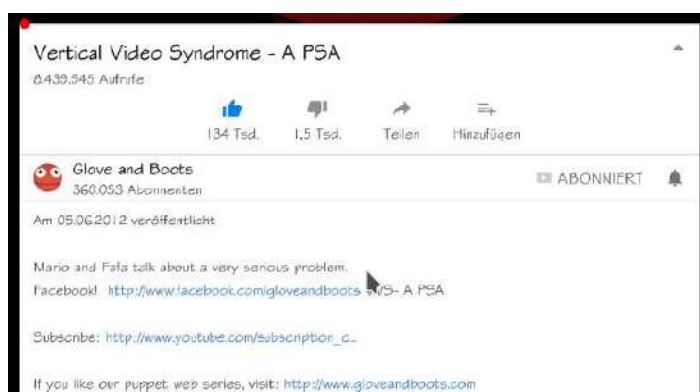 Vertical Video Syndrome - A PSA
8.439.945 Aufrufe
134 Tsd. 1,5 Tsd. Teilen Hinzufügen
Glove and Boots
360.053 Abonnenten
ABONNIERT
Am 05.06.2012 veröffentlicht
Mario and Fafa talk about a very serious problem.
Facebook! http://www.facebook.com/gloveandboots VVS- A PSA
Subscribe: http://www.youtube.com/subscription_c...
If you like our puppet web series, visit: http://www.gloveandboots.com